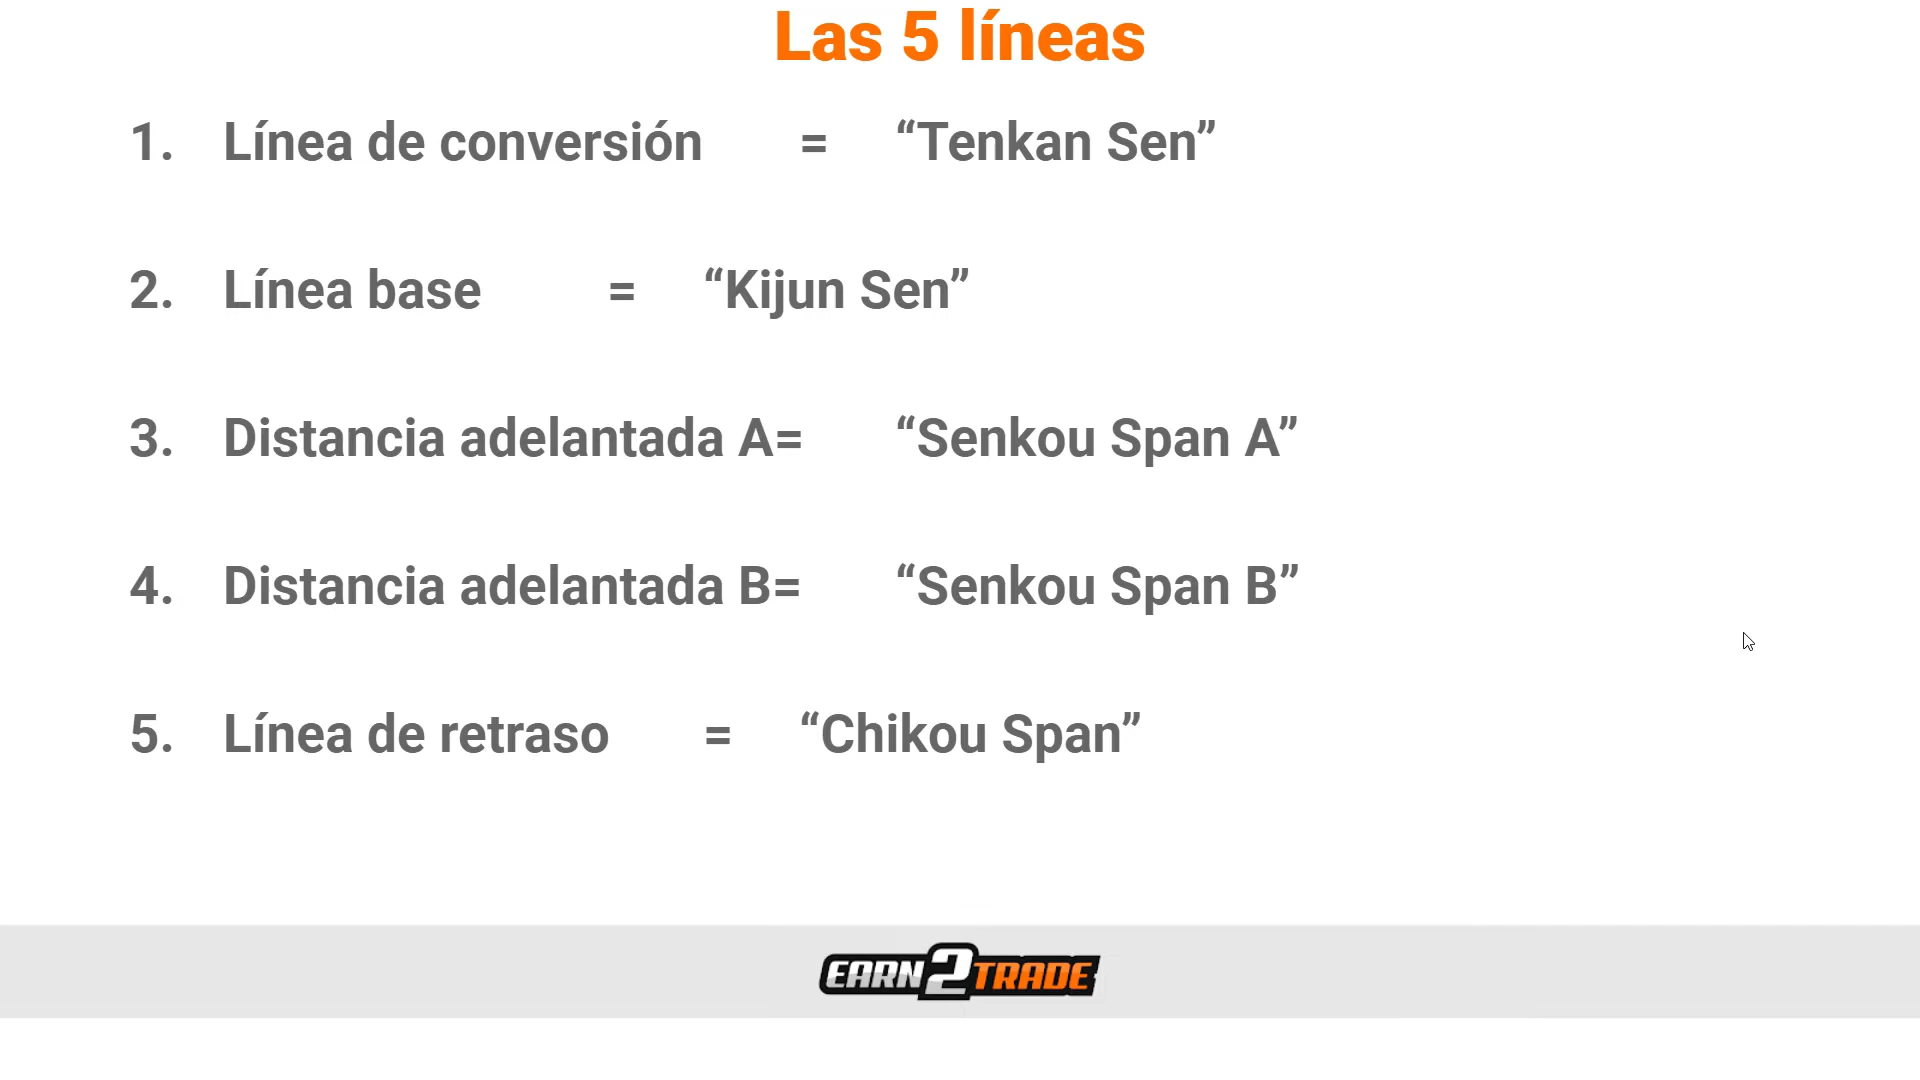 Las 5 líneas
1. Línea de conversión = “Tenkan Sen”
2. Línea base = “Kijun Sen”
3. Distancia adelantada A= “Senkou Span A”
4. Distancia adelantada B= “Senkou Span B”
5. Línea de retraso = “Chikou Span”
EARN2TRADE